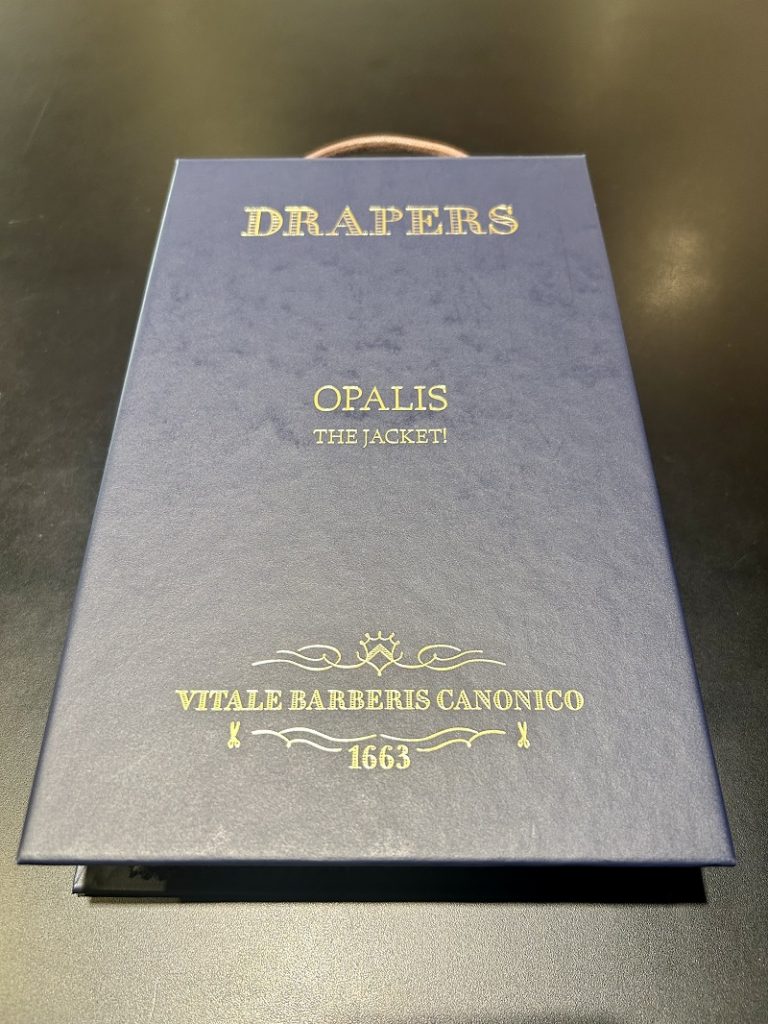 DRAPERS
OPALIS
THE JACKET!
VITALE BARBERIS CANONICO
1663